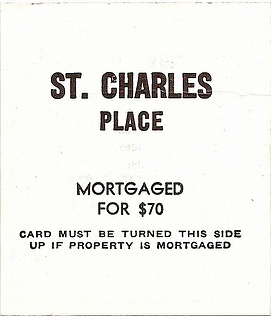 ST. CHARLES
PLACE
MORTGAGED
FOR $70
CARD MUST BE TURNED THIS SIDE
UP IF PROPERTY IS MORTGAGED